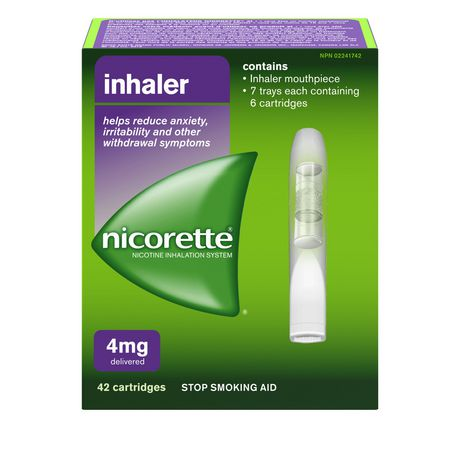 NPN 02241742
inhaler
helps reduce anxiety,
irritability and other
withdrawal symptoms
contains
• Inhaler mouthpiece
• 7 trays each containing
6 cartridges
nicorette®
NICOTINE INHALATION SYSTEM
4mg
delivered
42 cartridges
STOP SMOKING AID